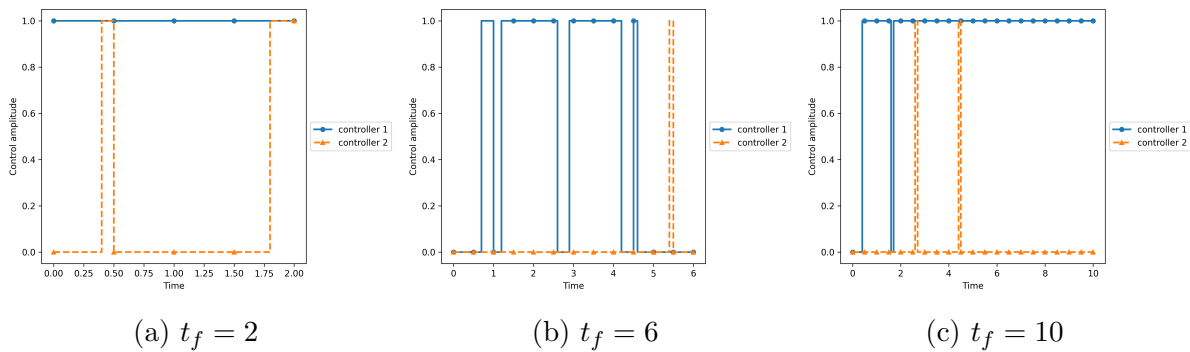 1.0
0.8
0.6
0.4
0.2
0.0
Control amplitude
0.00 0.25 0.50 0.75 1.00 1.25 1.50 1.75 2.00
Time
controller 1
controller 2
(a) t_f = 2
1.0
0.8
0.6
0.4
0.2
0.0
Control amplitude
0 1 2 3 4 5 6
Time
controller 1
controller 2
(b) t_f = 6
1.0
0.8
0.6
0.4
0.2
0.0
Control amplitude
0 2 4 6 8 10
Time
controller 1
controller 2
(c) t_f = 10